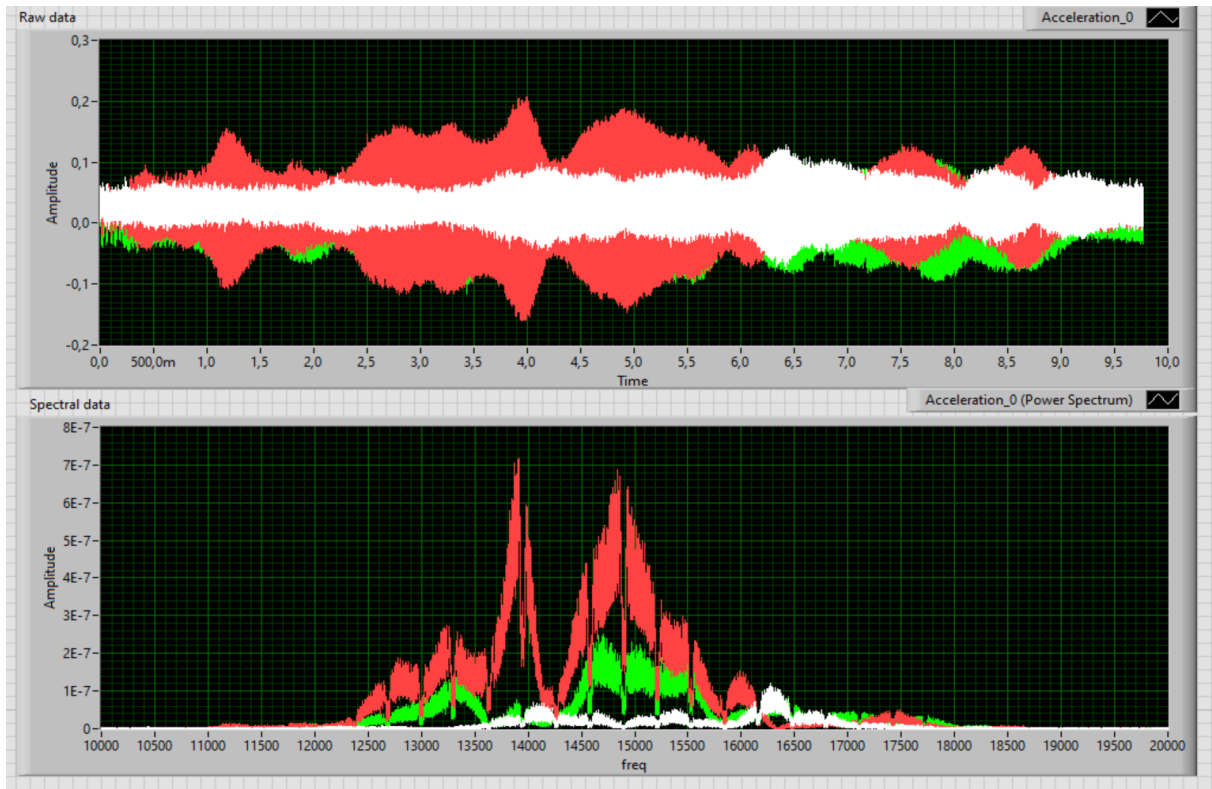 Raw data
Acceleration_0
0,3
0,2
0,1
0,0
-0,1
-0,2
Amplitude
0,0 500,0m 1,0 1,5 2,0 2,5 3,0 3,5 4,0 4,5 5,0 5,5 6,0 6,5 7,0 7,5 8,0 8,5 9,0 9,5 10,0
Time
Spectral data
Acceleration_0 (Power Spectrum)
8E-7
7E-7
6E-7
5E-7
4E-7
3E-7
2E-7
1E-7
0
Amplitude
10000 10500 11000 11500 12000 12500 13000 13500 14000 14500 15000 15500 16000 16500 17000 17500 18000 18500 19000 19500 20000
freq